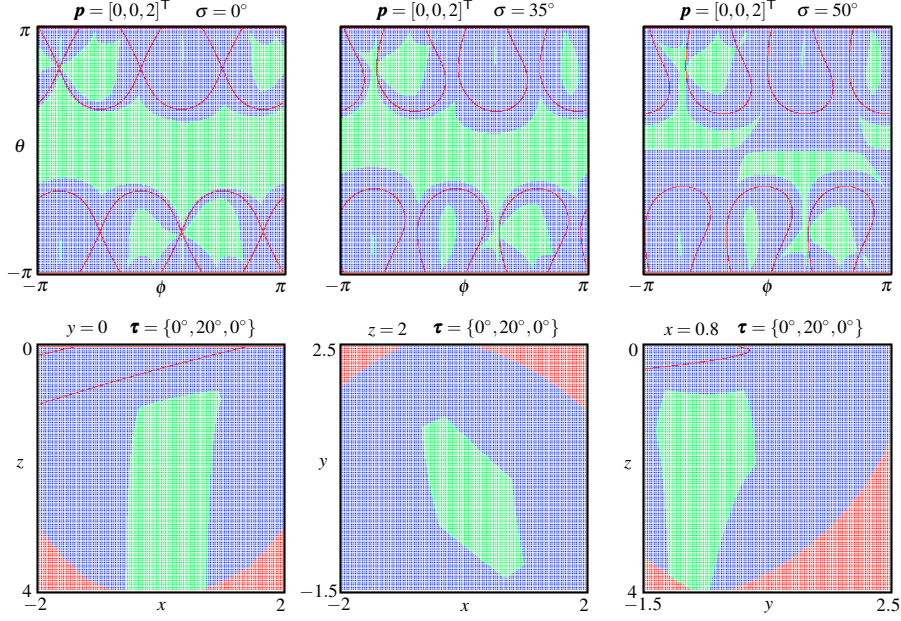 p = [0,0,2]ᵀ σ = 0° p = [0,0,2]ᵀ σ = 35° p = [0,0,2]ᵀ σ = 50°
π
θ
−π
−π ϕ π −π ϕ π −π ϕ π
y = 0 τ = {0°,20°,0°} z = 2 τ = {0°,20°,0°} x = 0.8 τ = {0°,20°,0°}
0 2.5 0
z y z
4 −1.5 4
−2 x 2 −2 x 2 −1.5 y 2.5